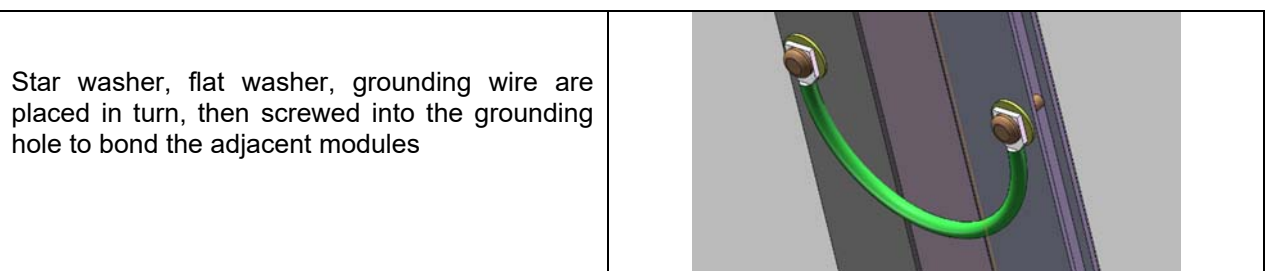 Star washer, flat washer, grounding wire are
placed in turn, then screwed into the grounding
hole to bond the adjacent modules